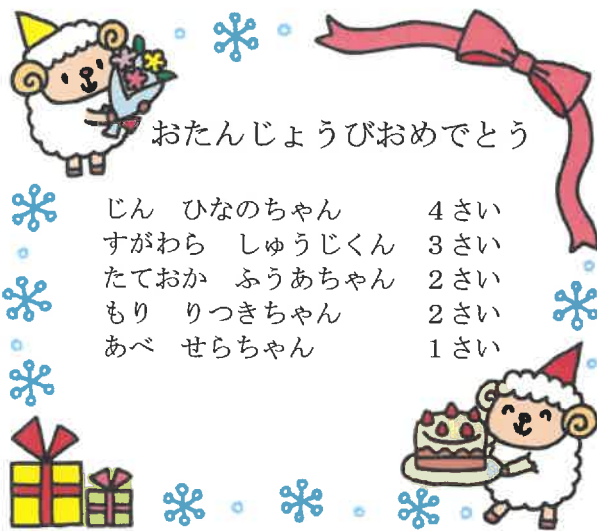 おたんじょうびおめでとう
じん　ひなのちゃん　４さい
すがわら　しゅうじくん　３さい
たておか　ふうあちゃん　２さい
もり　りつきちゃん　２さい
あべ　せらちゃん　１さい